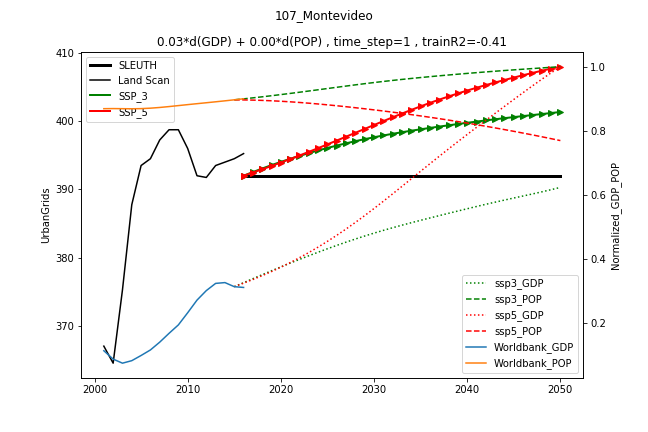 107_Montevideo
0.03*d(GDP) + 0.00*d(POP) , time_step=1 , trainR2=-0.41
SLEUTH
Land Scan
SSP_3
SSP_5
410
400
390
380
370
UrbanGrids
1.0
0.8
0.6
0.4
0.2
Normalized_GDP_POP
ssp3_GDP
ssp3_POP
ssp5_GDP
ssp5_POP
Worldbank_GDP
Worldbank_POP
2000 2010 2020 2030 2040 2050